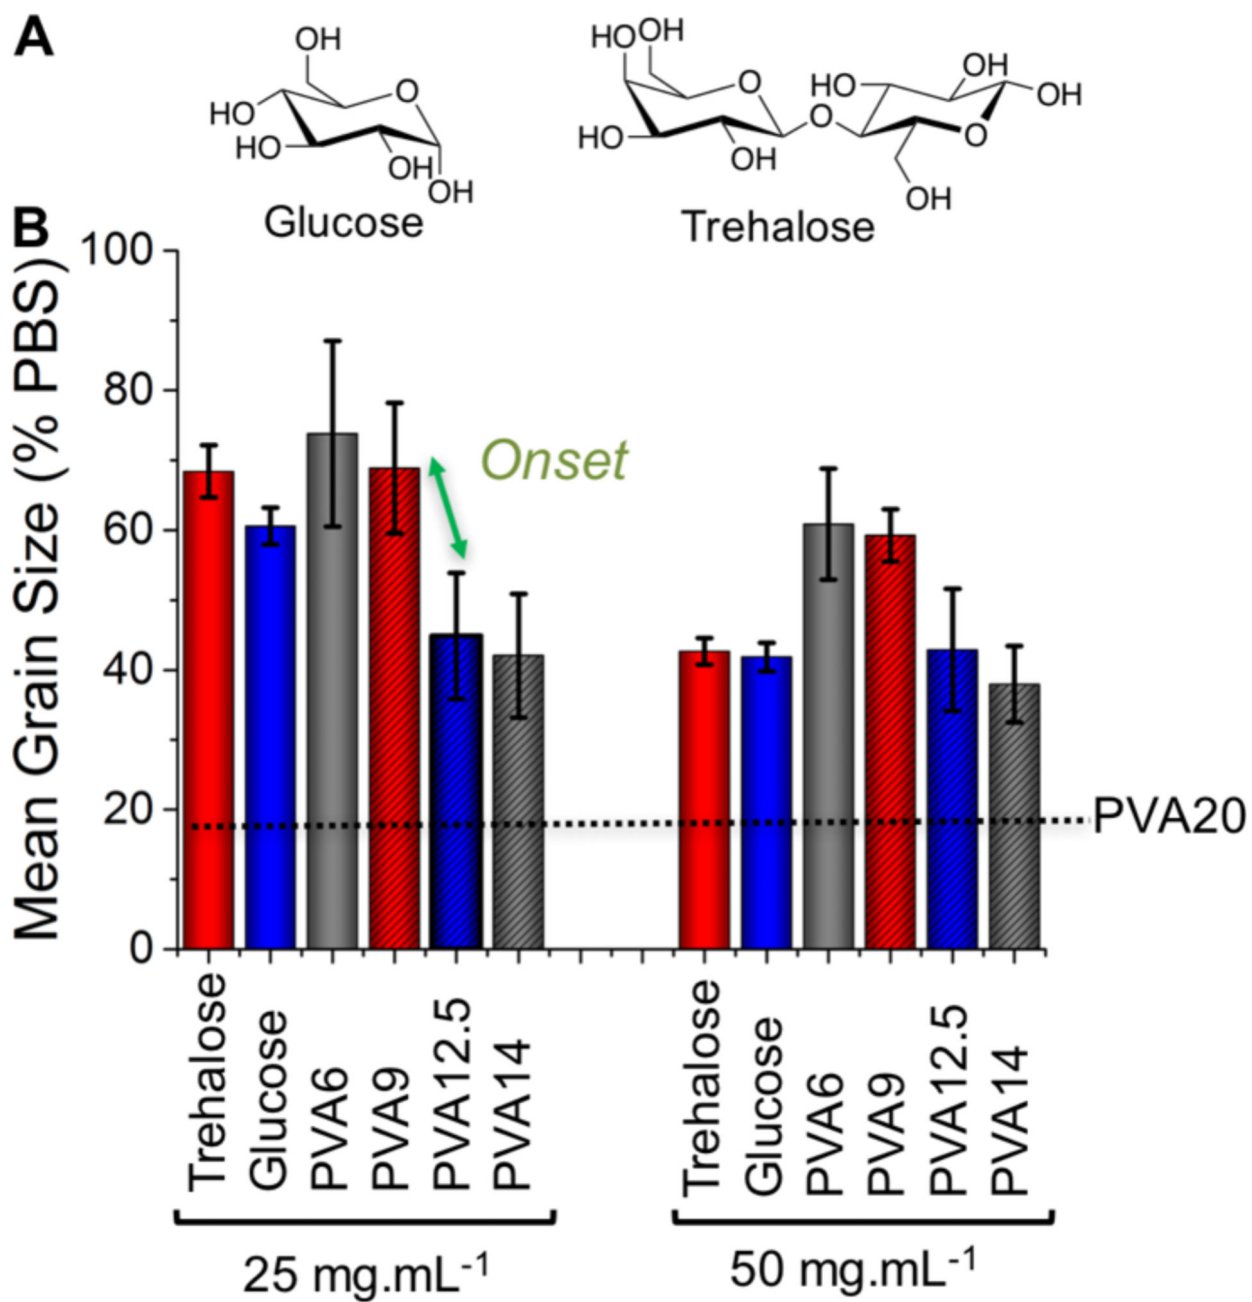 A
OH
O
HO
HO
OH
OH
Glucose
HO
OH
O
HO
OH
O
HO
OH
OH
O
OH
Trehalose
B
Mean Grain Size (% PBS)
100
80
60
40
20
0
Onset
PVA20
Trehalose
Glucose
PVA6
PVA9
PVA12.5
PVA14
Trehalose
Glucose
PVA6
PVA9
PVA12.5
PVA14
25 mg.mL⁻¹
50 mg.mL⁻¹